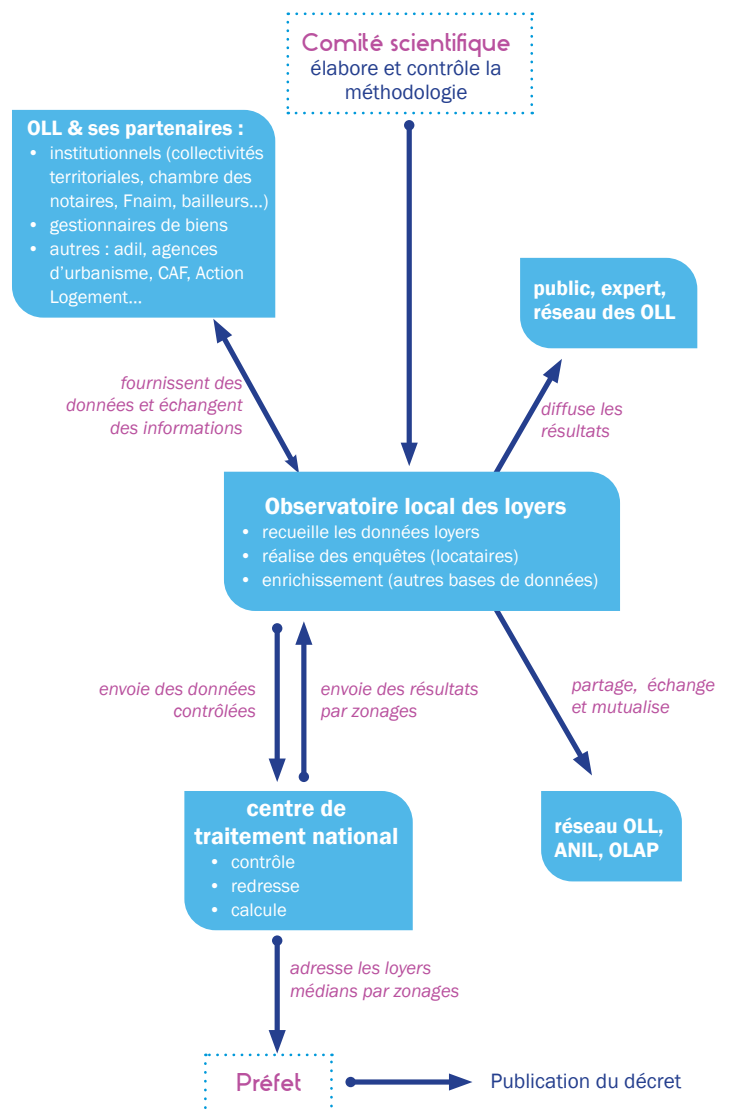 Comité scientifique
élabore et contrôle la
méthodologie
OLL & ses partenaires :
• institutionnels (collectivités
territoriales, chambre des
notaires, Fnaim, bailleurs...)
• gestionnaires de biens
• autres : adil, agences
d'urbanisme, CAF, Action
Logement...
public, expert,
réseau des OLL
fournissent des
données et échangent
des informations
diffuse les
résultats
Observatoire local des loyers
• recueille les données loyers
• réalise des enquêtes (locataires)
• enrichissement (autres bases de données)
envoie des données
contrôlées
envoie des résultats
par zonages
partage, échange
et mutualise
centre de
traitement national
• contrôle
• redresse
• calcule
réseau OLL,
ANIL, OLAP
adresse les loyers
médians par zonages
Préfet
Publication du décret